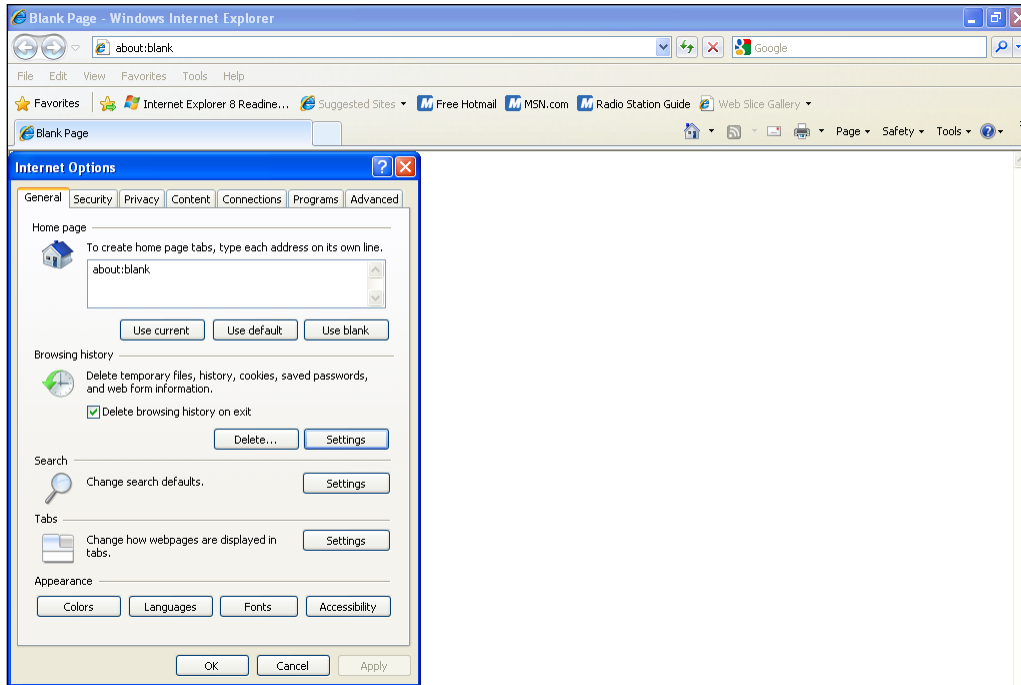 Blank Page - Windows Internet Explorer
about:blank
Google
File Edit View Favorites Tools Help
Favorites Internet Explorer 8 Readine... Suggested Sites Free Hotmail MSN.com Radio Station Guide Web Slice Gallery
Blank Page
Page Safety Tools
Internet Options
General Security Privacy Content Connections Programs Advanced
Home page
To create home page tabs, type each address on its own line.
about:blank
Use current Use default Use blank
Browsing history
Delete temporary files, history, cookies, saved passwords,
and web form information.
Delete browsing history on exit
Delete... Settings
Search
Change search defaults. Settings
Tabs
Change how webpages are displayed in Settings
tabs.
Appearance
Colors Languages Fonts Accessibility
OK Cancel Apply